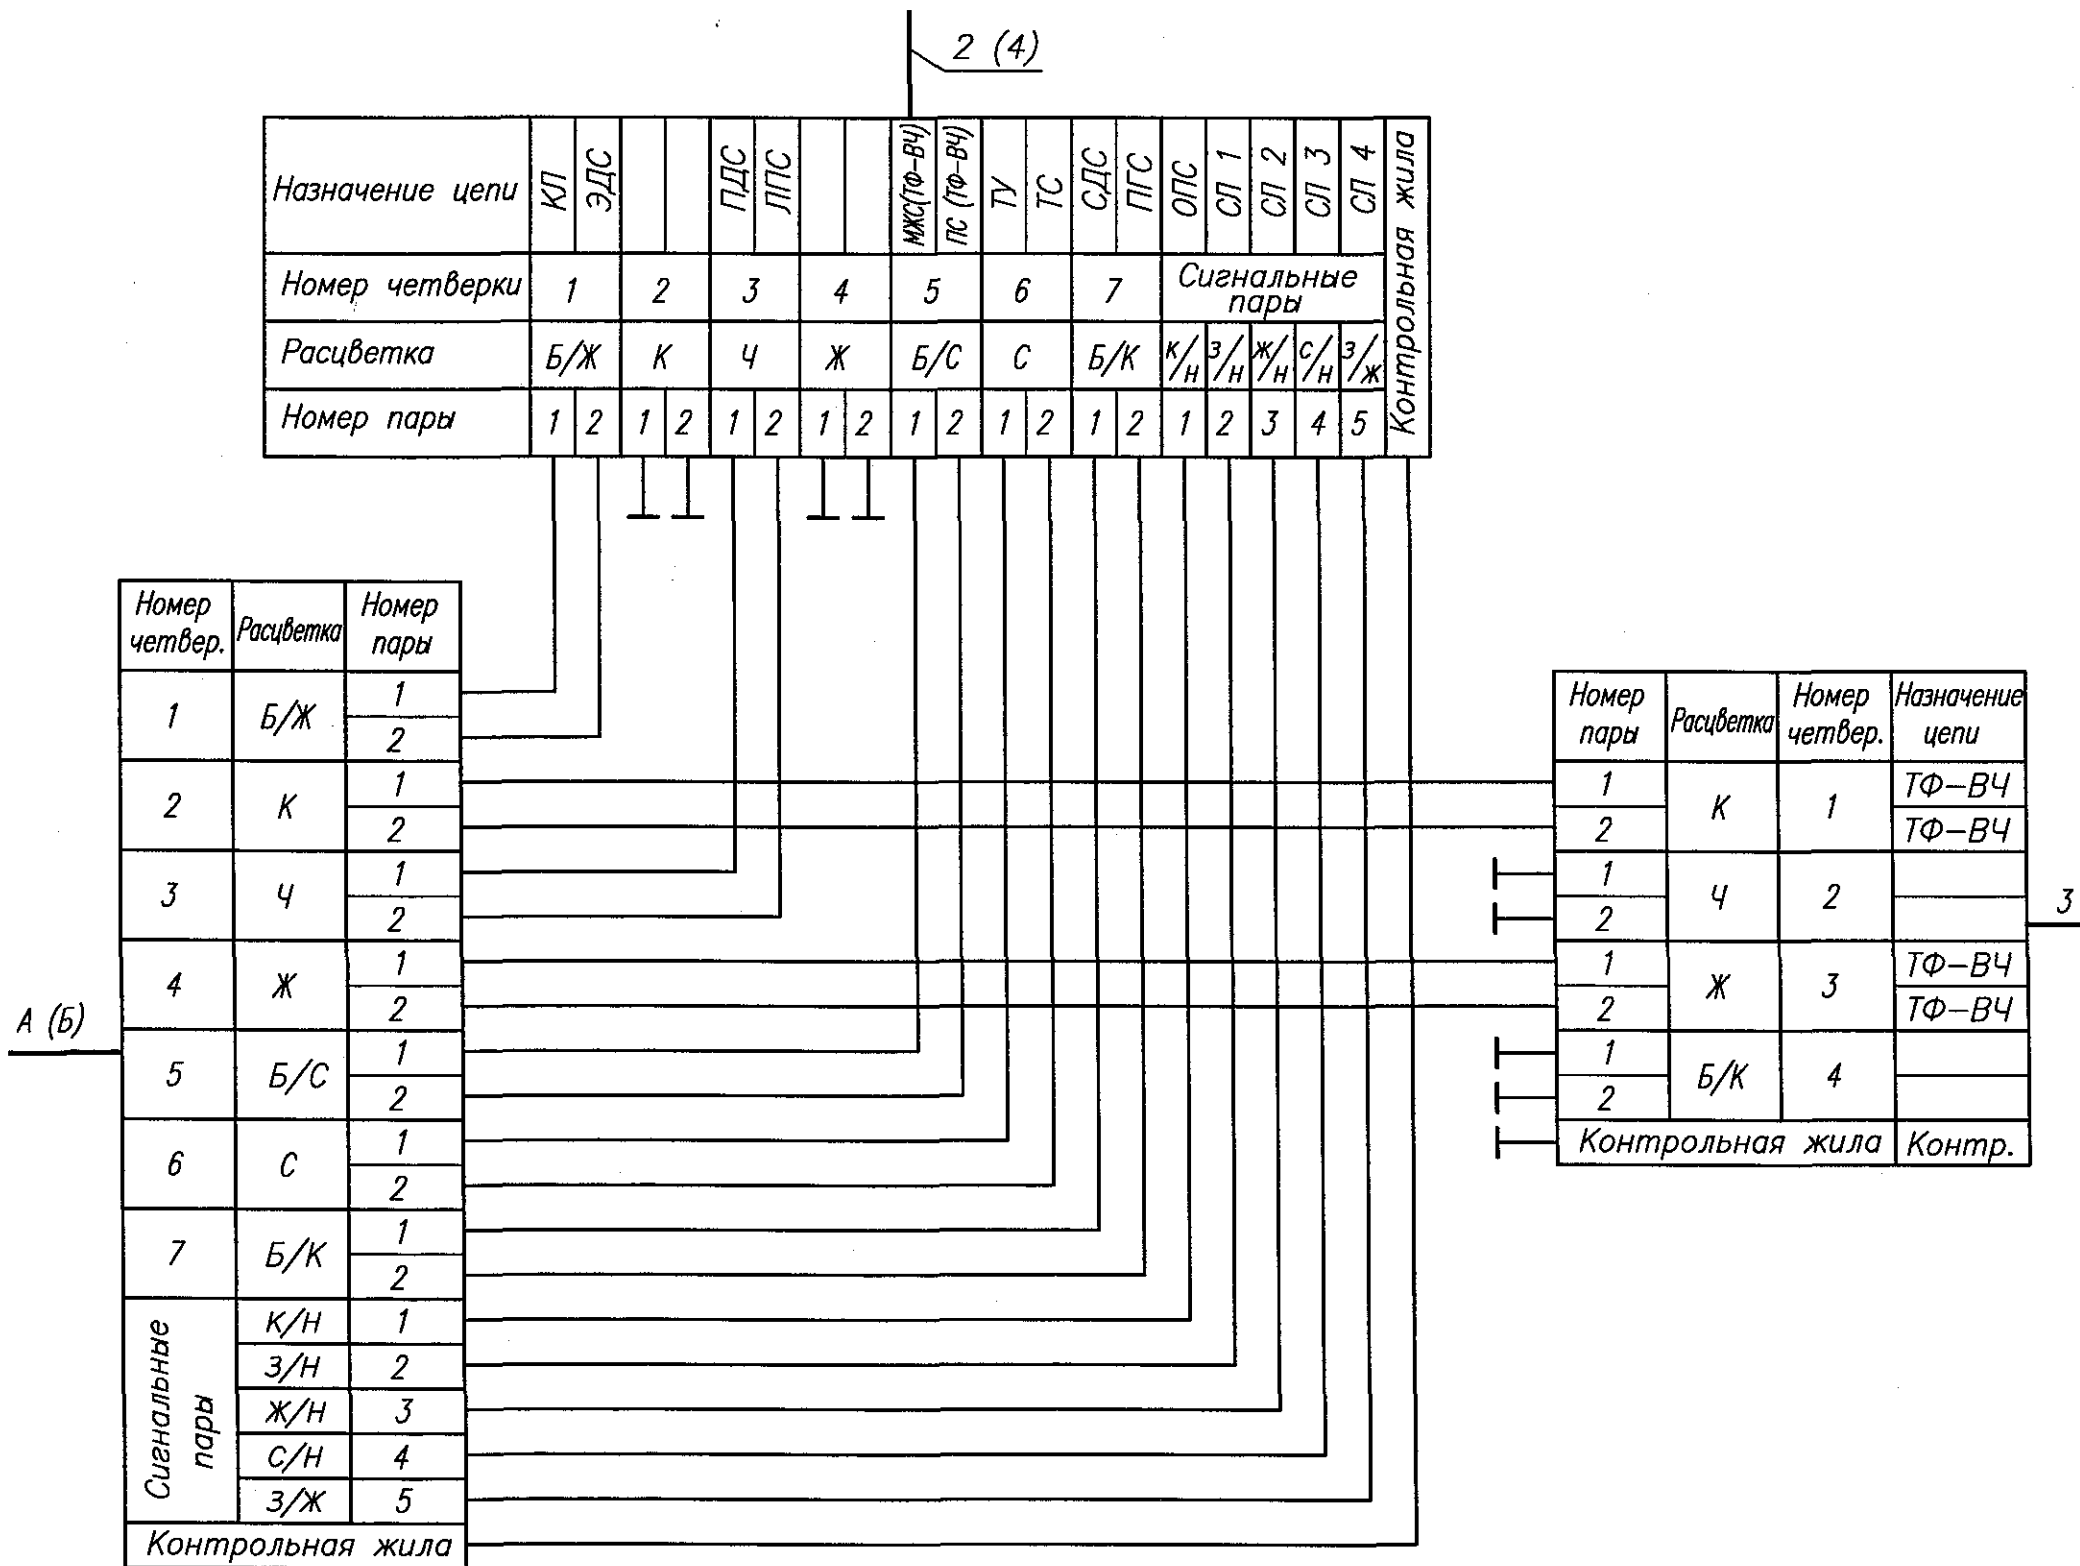 2 (4)
Назначение цепи КЛ ЭДС ПДС ЛПС МЖС(ТФ-ВЧ) ПС (ТФ-ВЧ) ТУ ТС СДС ПГС ОПС СП 1 СП 2 СП 3 СП 4 Контрольная жила
Номер четверки 1 2 3 4 5 6 7 Сигнальные
пары
Расцветка Б/Ж К Ч Ж Б/С С Б/К к/н з/н ж/н с/н з/ж
Номер пары 1 2 1 2 1 2 1 2 1 2 1 2 1 2 1 2 3 4 5
А (Б)
Номер четвер. Расцветка Номер пары
1 Б/Ж 1
2
2 К 1
2
3 Ч 1
2
4 Ж 1
2
5 Б/С 1
2
6 С 1
2
7 Б/К 1
2
Сигнальные пары
К/Н 1
З/Н 2
Ж/Н 3
С/Н 4
З/Ж 5
Контрольная жила
Номер пары Расцветка Номер четвер. Назначение цепи
1 К 1 ТФ-ВЧ
2 ТФ-ВЧ
1 Ч 2
2
1 Ж 3 ТФ-ВЧ
2 ТФ-ВЧ
1 Б/К 4
2
Контрольная жила Контр.
3